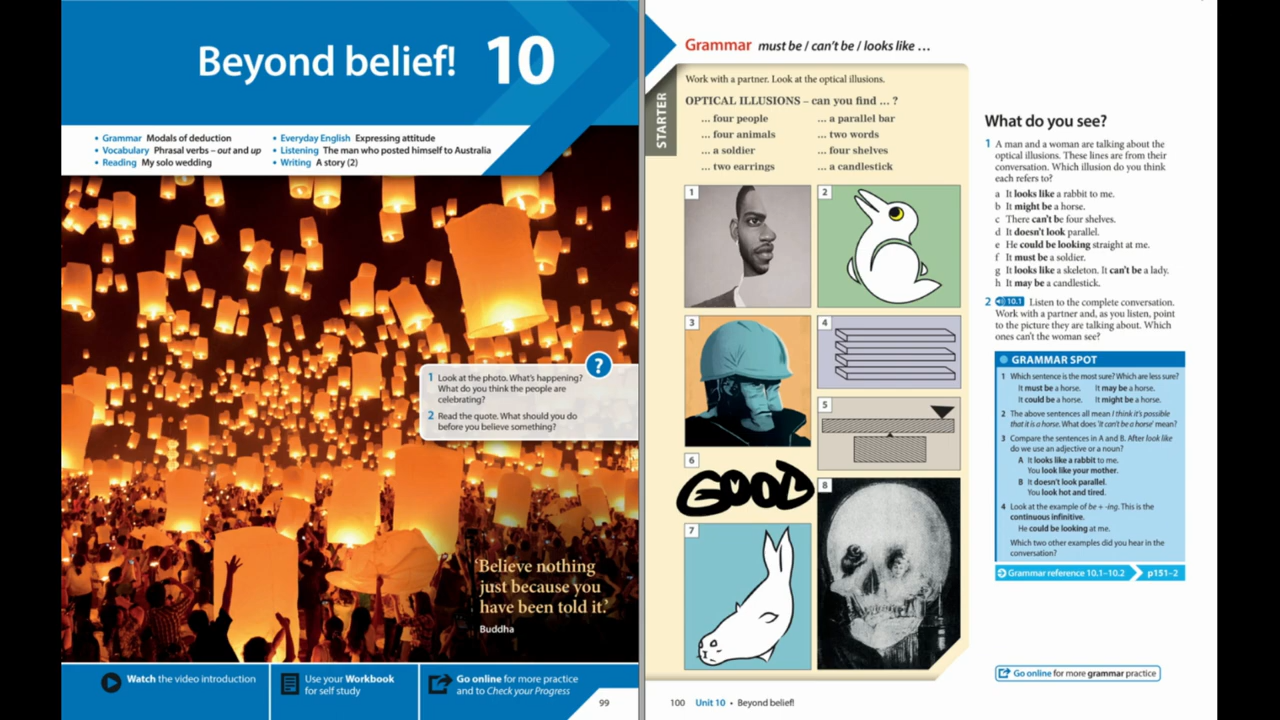 Beyond belief! 10
• Grammar Modals of deduction
• Vocabulary Phrasal verbs – out and up
• Reading My solo wedding
• Everyday English Expressing attitude
• Listening The man who posted himself to Australia
• Writing A story (2)
?
1 Look at the photo. What's happening?
What do you think the people are
celebrating?
2 Read the quote. What should you do
before you believe something?
'Believe nothing
just because you
have been told it.'
Buddha
Watch the video introduction
Use your Workbook
for self study
Go online for more practice
and to Check your Progress
99
Grammar must be / can't be / looks like …
STARTER
Work with a partner. Look at the optical illusions.
OPTICAL ILLUSIONS – can you find … ?
… four people
… four animals
… a soldier
… two earrings
… a parallel bar
… two words
… four shelves
… a candlestick
1
2
3
4
5
6
GOOD
7
8
What do you see?
1 A man and a woman are talking about the
optical illusions. These lines are from their
conversation. Which illusion do you think
each refers to?
a It looks like a rabbit to me.
b It might be a horse.
c There can't be four shelves.
d It doesn't look parallel.
e He could be looking straight at me.
f It must be a soldier.
g It looks like a skeleton. It can't be a lady.
h It may be a candlestick.
2 10.1 Listen to the complete conversation.
Work with a partner and, as you listen, point
to the picture they are talking about. Which
ones can't the woman see?
GRAMMAR SPOT
1 Which sentence is the most sure? Which are less sure?
It must be a horse. It may be a horse.
It could be a horse. It might be a horse.
2 The above sentences all mean I think it's possible
that it is a horse. What does 'it can't be a horse' mean?
3 Compare the sentences in A and B. After look like
do we use an adjective or a noun?
A It looks like a rabbit to me.
You look like your mother.
B It doesn't look parallel.
You look hot and tired.
4 Look at the example of be + -ing. This is the
continuous infinitive.
He could be looking at me.
Which two other examples did you hear in the
conversation?
Grammar reference 10.1–10.2 p151–2
Go online for more grammar practice
100 Unit 10 • Beyond belief!